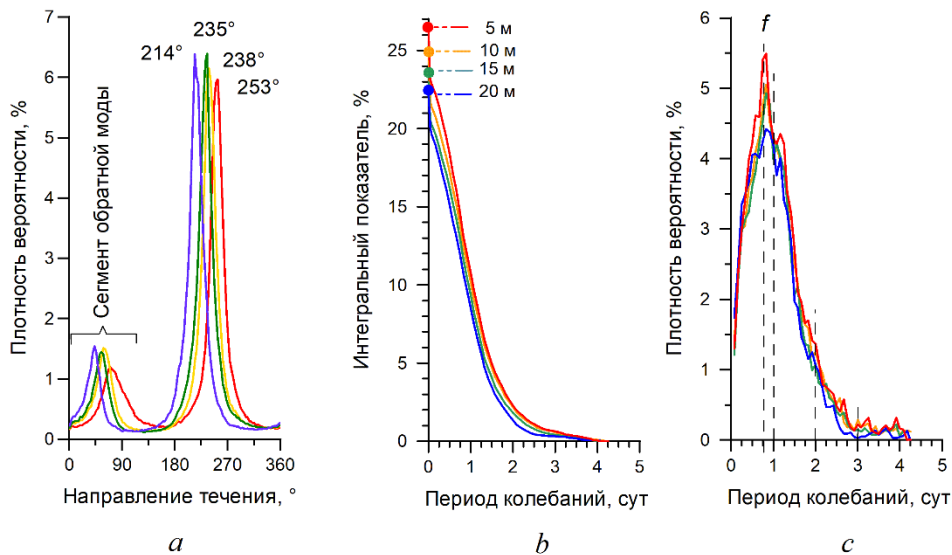 7
6
5
4
3
2
1
0
235°
214°
238°
253°
Сегмент обратной моды
Плотность вероятности, %
0 90 180 270 360
Направление течения, °
a
25
20
15
10
5
0
5 м
10 м
15 м
20 м
Интегральный показатель, %
0 1 2 3 4 5
Период колебаний, сут
b
f
6
5
4
3
2
1
0
Плотность вероятности, %
0 1 2 3 4 5
Период колебаний, сут
c